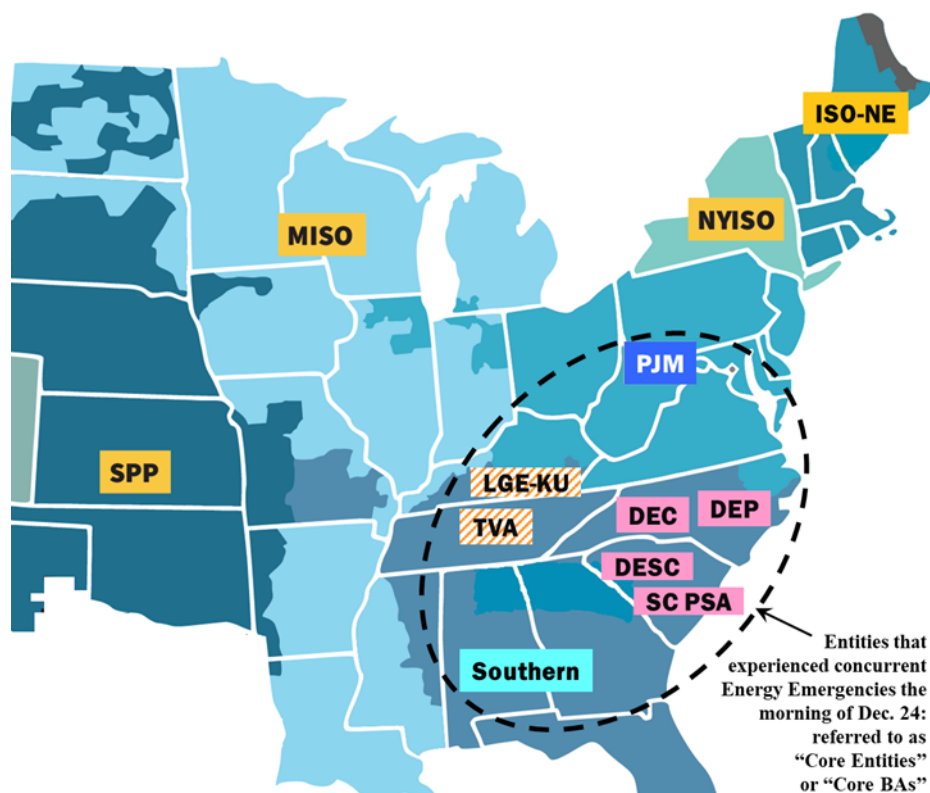 ISO-NE
NYISO
MISO
PJM
SPP
LGE-KU
TVA
DEC
DEP
DESC
SC PSA
Southern
Entities that
experienced concurrent
Energy Emergencies the
morning of Dec. 24:
referred to as
“Core Entities”
or “Core BAs”